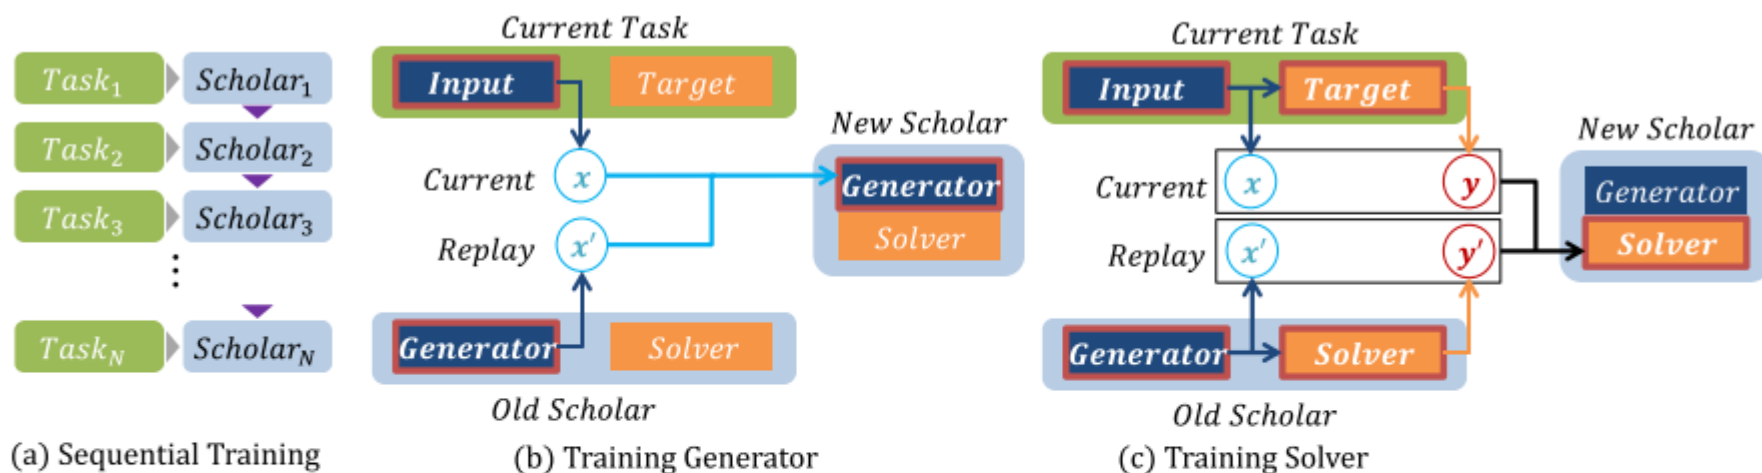 Task₁ Scholar₁
Task₂ Scholar₂
Task₃ Scholar₃
⋮
Task_N Scholar_N
(a) Sequential Training
Current Task
Input Target
New Scholar
Current x Generator
Replay x′ Solver
Generator Solver
Old Scholar
(b) Training Generator
Current Task
Input Target
New Scholar
Current x y Generator
Replay x′ y′ Solver
Generator Solver
Old Scholar
(c) Training Solver